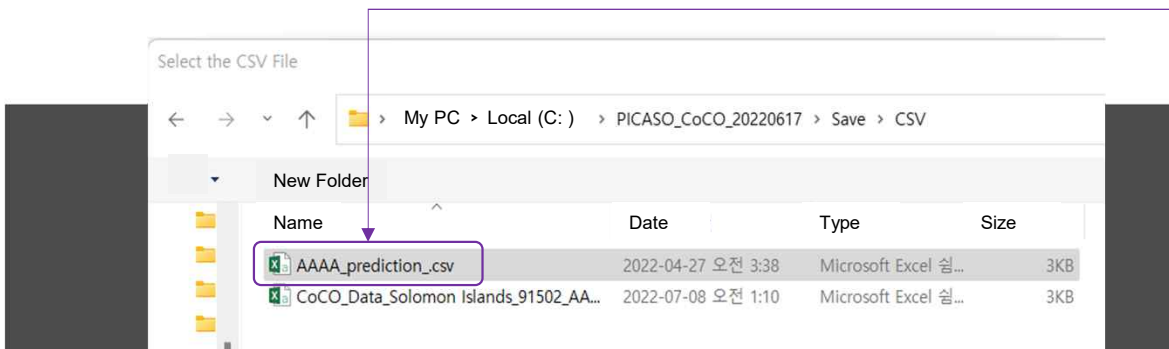 Select the CSV File
My PC > Local (C: ) > PICASO_CoCO_20220617 > Save > CSV
New Folder
Name Date Type Size
AAAA_prediction_.csv 2022-04-27 오전 3:38 Microsoft Excel 쉼... 3KB
CoCO_Data_Solomon Islands_91502_AA... 2022-07-08 오전 1:10 Microsoft Excel 쉼... 3KB